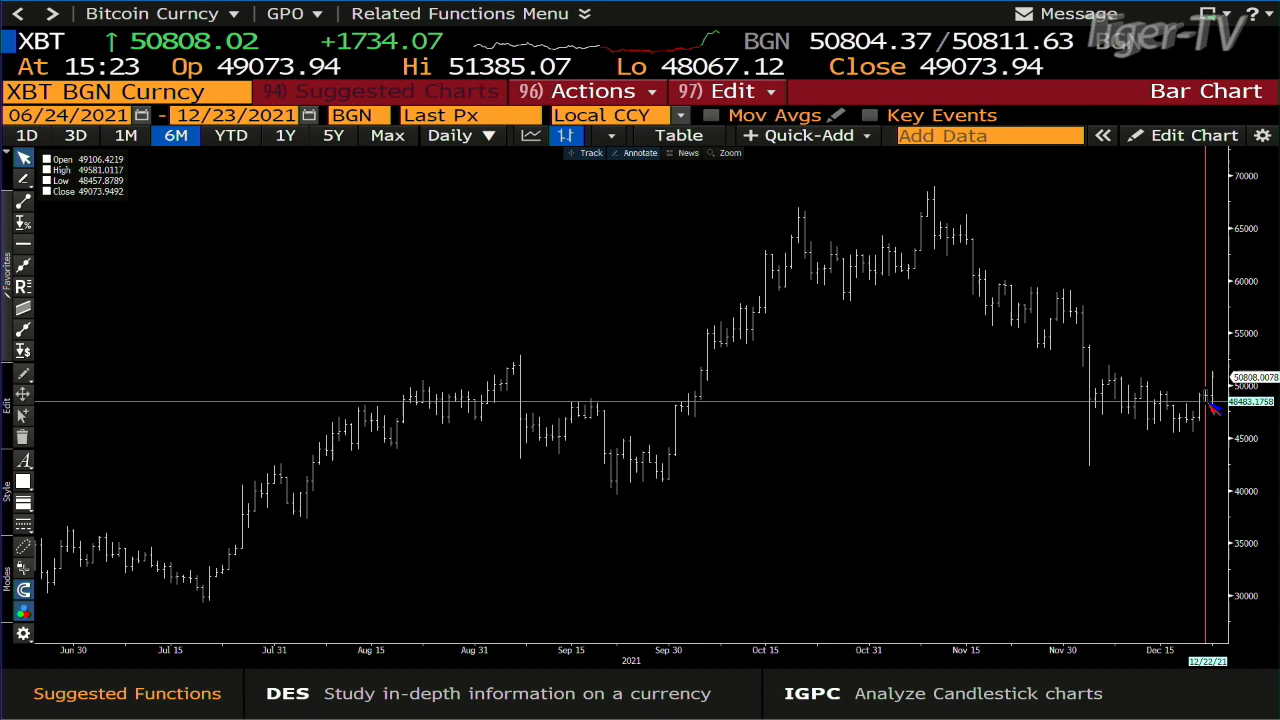 < > Bitcoin Curncy GPO Related Functions Menu Message ?
Tiger-TV
XBT ↑ 50808.02 +1734.07 BGN 50804.37/50811.63 BGN
At 15:23 Op 49073.94 Hi 51385.07 Lo 48067.12 Close 49073.94
XBT BGN Curncy 94) Suggested Charts 96) Actions 97) Edit Bar Chart
06/24/2021 - 12/23/2021 BGN Last Px Local CCY Mov Avgs Key Events
1D 3D 1M 6M YTD 1Y 5Y Max Daily ▼ Table + Quick-Add Add Data « Edit Chart
Track Annotate News Zoom
Open 49106.4219
High 49581.0117
Low 48457.8789
Close 49073.9492
Favorites
Edit
Style
Modes
70000
65000
60000
55000
50808.0078
50000
48483.1758
45000
40000
35000
30000
Jun 30 Jul 15 Jul 31 Aug 15 Aug 31 Sep 15 Sep 30 Oct 15 Oct 31 Nov 15 Nov 30 Dec 15
2021 12/22/21
Suggested Functions DES Study in-depth information on a currency IGPC Analyze Candlestick charts